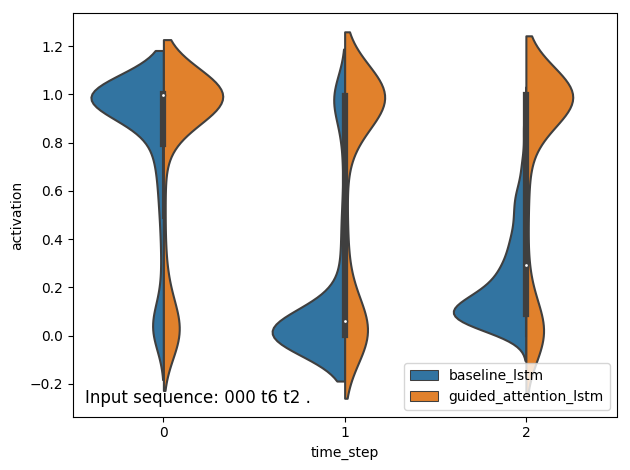 1.2
1.0
0.8
0.6
0.4
0.2
0.0
−0.2
activation
Input sequence: 000 t6 t2 .
baseline_lstm
guided_attention_lstm
0
1
2
time_step